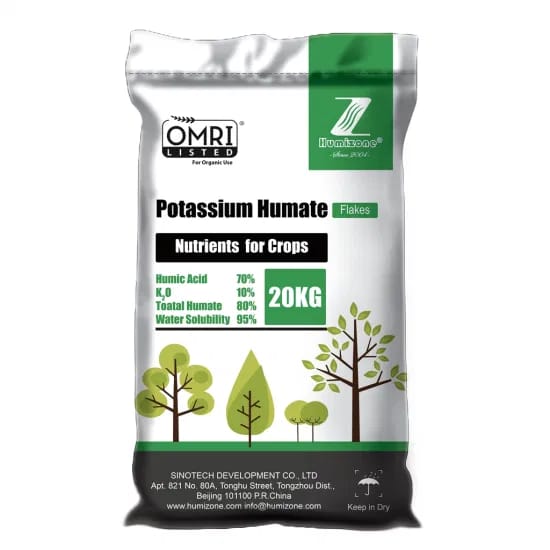 OMRI®
LISTED
For Organic Use
Z
Humizone®
-Since 2004-
Potassium Humate Flakes
Nutrients for Crops
Humic Acid 70%
K2O 10%
Toatal Humate 80%
Water Solubility 95%
20KG
SINOTECH DEVELOPMENT CO., LTD
Apt. 821 No. 80A, Tonghu Street, Tongzhou Dist.,
Beijing 101100 P.R.China
www.humizone.com info@humizone.com
Keep in Dry